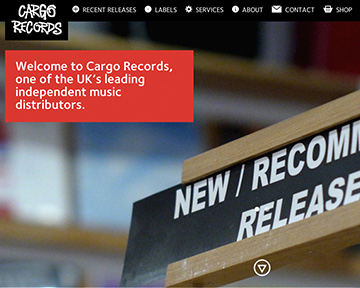 CARGO
RECORDS
RECENT RELEASES
LABELS
SERVICES
ABOUT
CONTACT
SHOP
Welcome to Cargo Records,
one of the UK's leading
independent music
distributors.
NEW / RECOMM
RELEASE